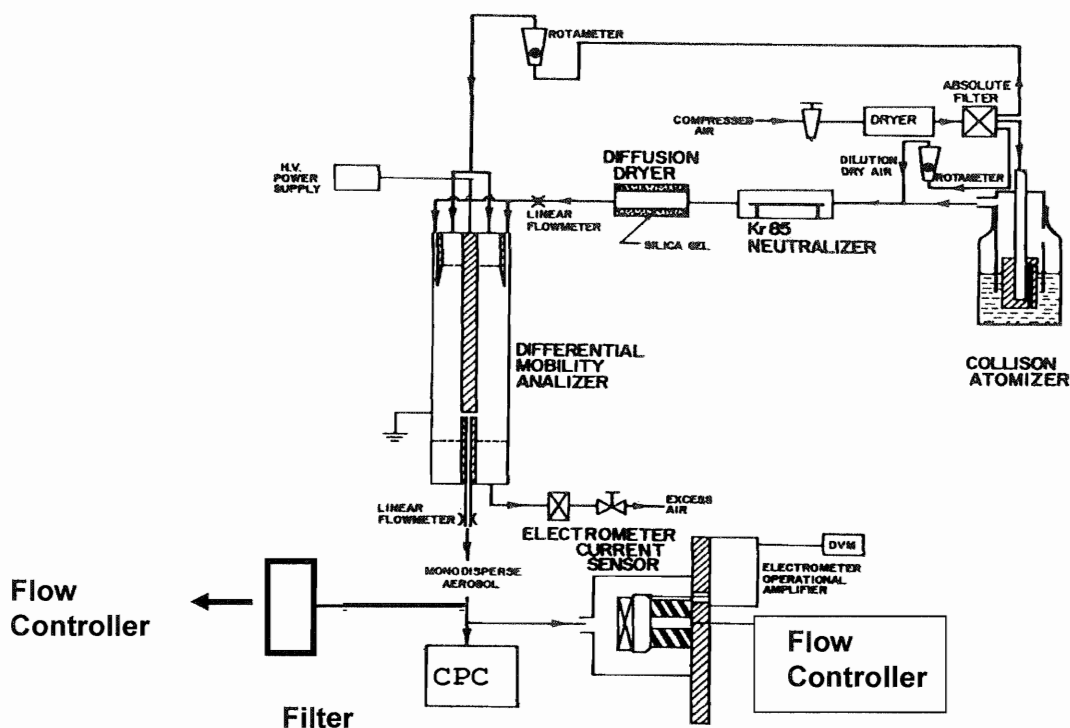 ROTAMETER
ABSOLUTE
FILTER
COMPRESSED
AIR
DRYER
DIFFUSION
DRYER
DILUTION
DRY AIR
ROTAMETER
H.V.
POWER
SUPPLY
LINEAR
FLOWMETER
SILICA GEL
Kr 85
NEUTRALIZER
DIFFERENTIAL
MOBILITY
ANALIZER
COLLISON
ATOMIZER
LINEAR
FLOWMETER
EXCESS
AIR
ELECTROMETER
CURRENT
SENSOR
DVM
ELECTROMETER
OPERATIONAL
AMPLIFIER
MONODISPERSE
AEROSOL
Flow
Controller
CPC
Flow
Controller
Filter